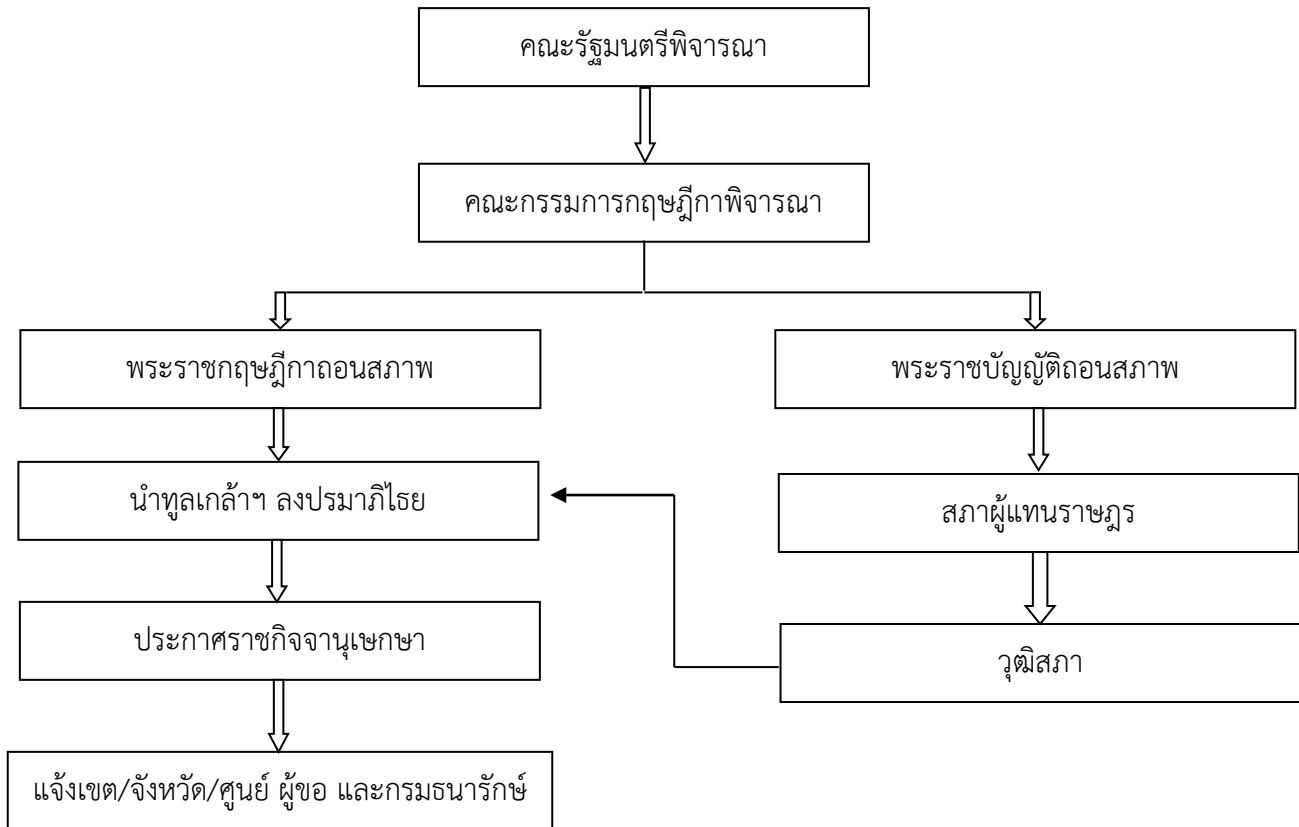 คณะรัฐมนตรีพิจารณา
คณะกรรมการกฤษฎีกาพิจารณา
พระราชกฤษฎีกาถอนสภาพ
พระราชบัญญัติถอนสภาพ
นำทูลเกล้าฯ ลงปรมาภิไธย
สภาผู้แทนราษฎร
ประกาศราชกิจจานุเษกษา
วุฒิสภา
แจ้งเขต/จังหวัด/ศูนย์ ผู้ขอ และกรมธนารักษ์